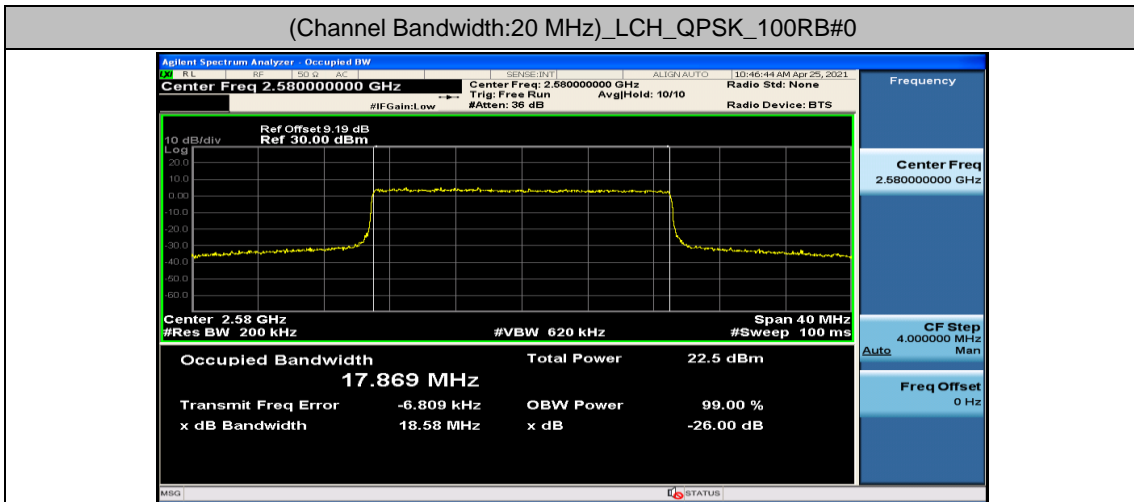 (Channel Bandwidth:20 MHz)_LCH_QPSK_100RB#0
Agilent Spectrum Analyzer - Occupied BW
LXI RL RF 50 Ω AC SENSE:INT ALIGN AUTO 10:46:44 AM Apr 25, 2021
Center Freq 2.580000000 GHz
#IFGain:Low
Center Freq: 2.580000000 GHz
Trig: Free Run Avg|Hold: 10/10
#Atten: 36 dB
Radio Std: None
Radio Device: BTS
Ref Offset 9.19 dB
10 dB/div Ref 30.00 dBm
Log
20.0
10.0
0.00
-10.0
-20.0
-30.0
-40.0
-50.0
-60.0
Center 2.58 GHz Span 40 MHz
#Res BW 200 kHz #VBW 620 kHz #Sweep 100 ms
Occupied Bandwidth Total Power 22.5 dBm
17.869 MHz
Transmit Freq Error -6.809 kHz OBW Power 99.00 %
x dB Bandwidth 18.58 MHz x dB -26.00 dB
MSG STATUS
Frequency
Center Freq
2.580000000 GHz
CF Step
4.000000 MHz
Auto Man
Freq Offset
0 Hz